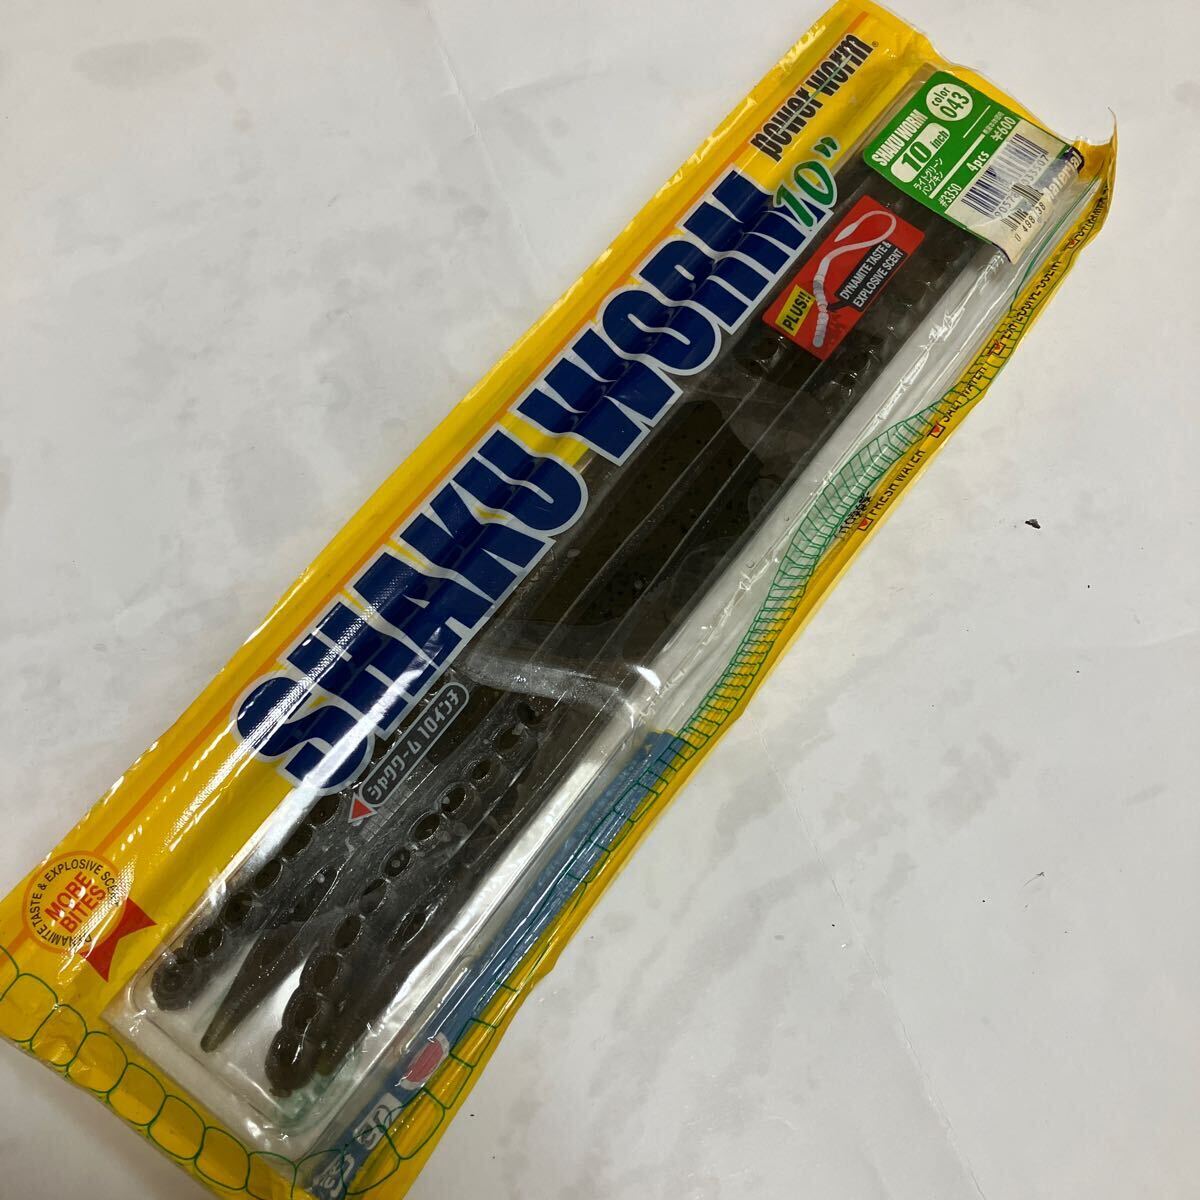 power worm®
SHAKU WORM 10"
シャクワーム 10インチ
SHAKU WORM
10 inch
color
043
ライトグリーン
パンプキン
#3350
4pcs
¥600
PLUS!!
DYNAMITE TASTE &
EXPLOSIVE SCENT
MORE
BITES
FRESH WATER
SALT WATER